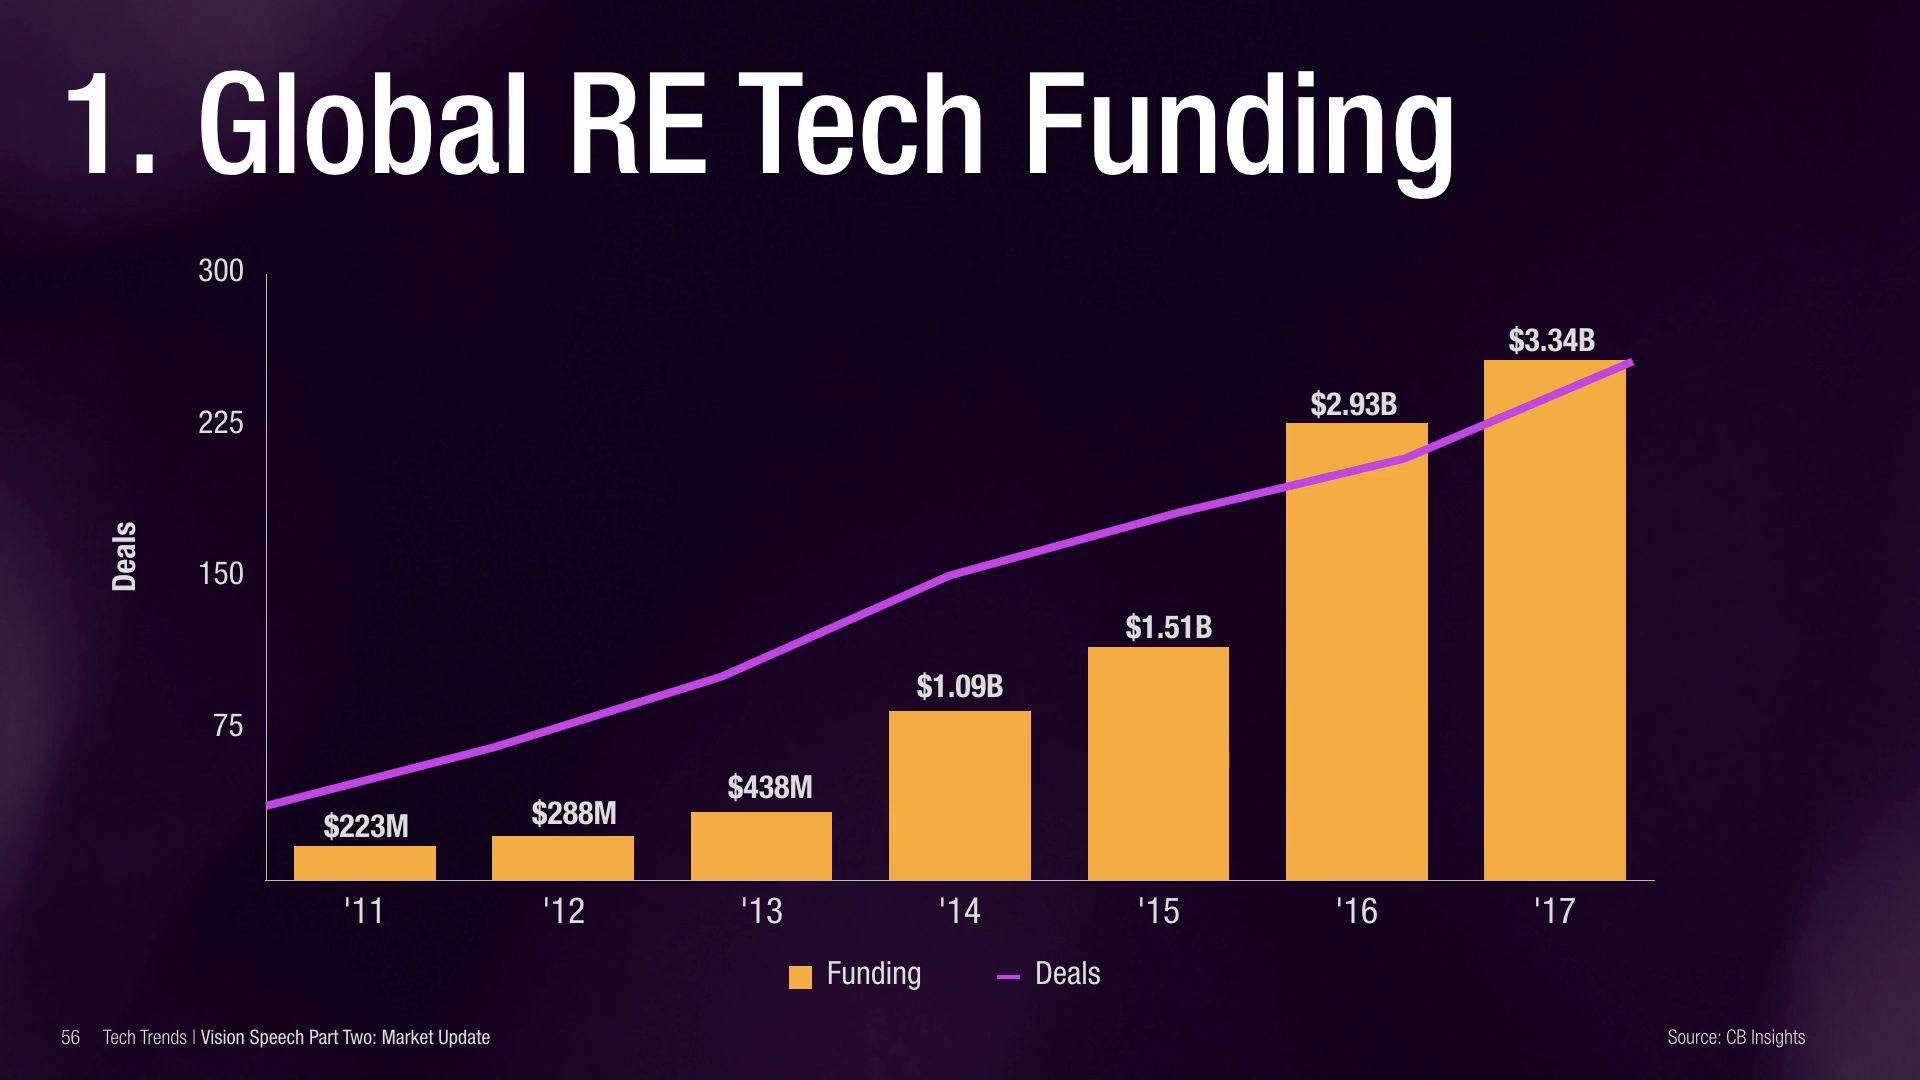 1. Global RE Tech Funding
300
225
150
75
Deals
$223M
$288M
$438M
$1.09B
$1.51B
$2.93B
$3.34B
'11 '12 '13 '14 '15 '16 '17
Funding Deals
56 Tech Trends | Vision Speech Part Two: Market Update
Source: CB Insights